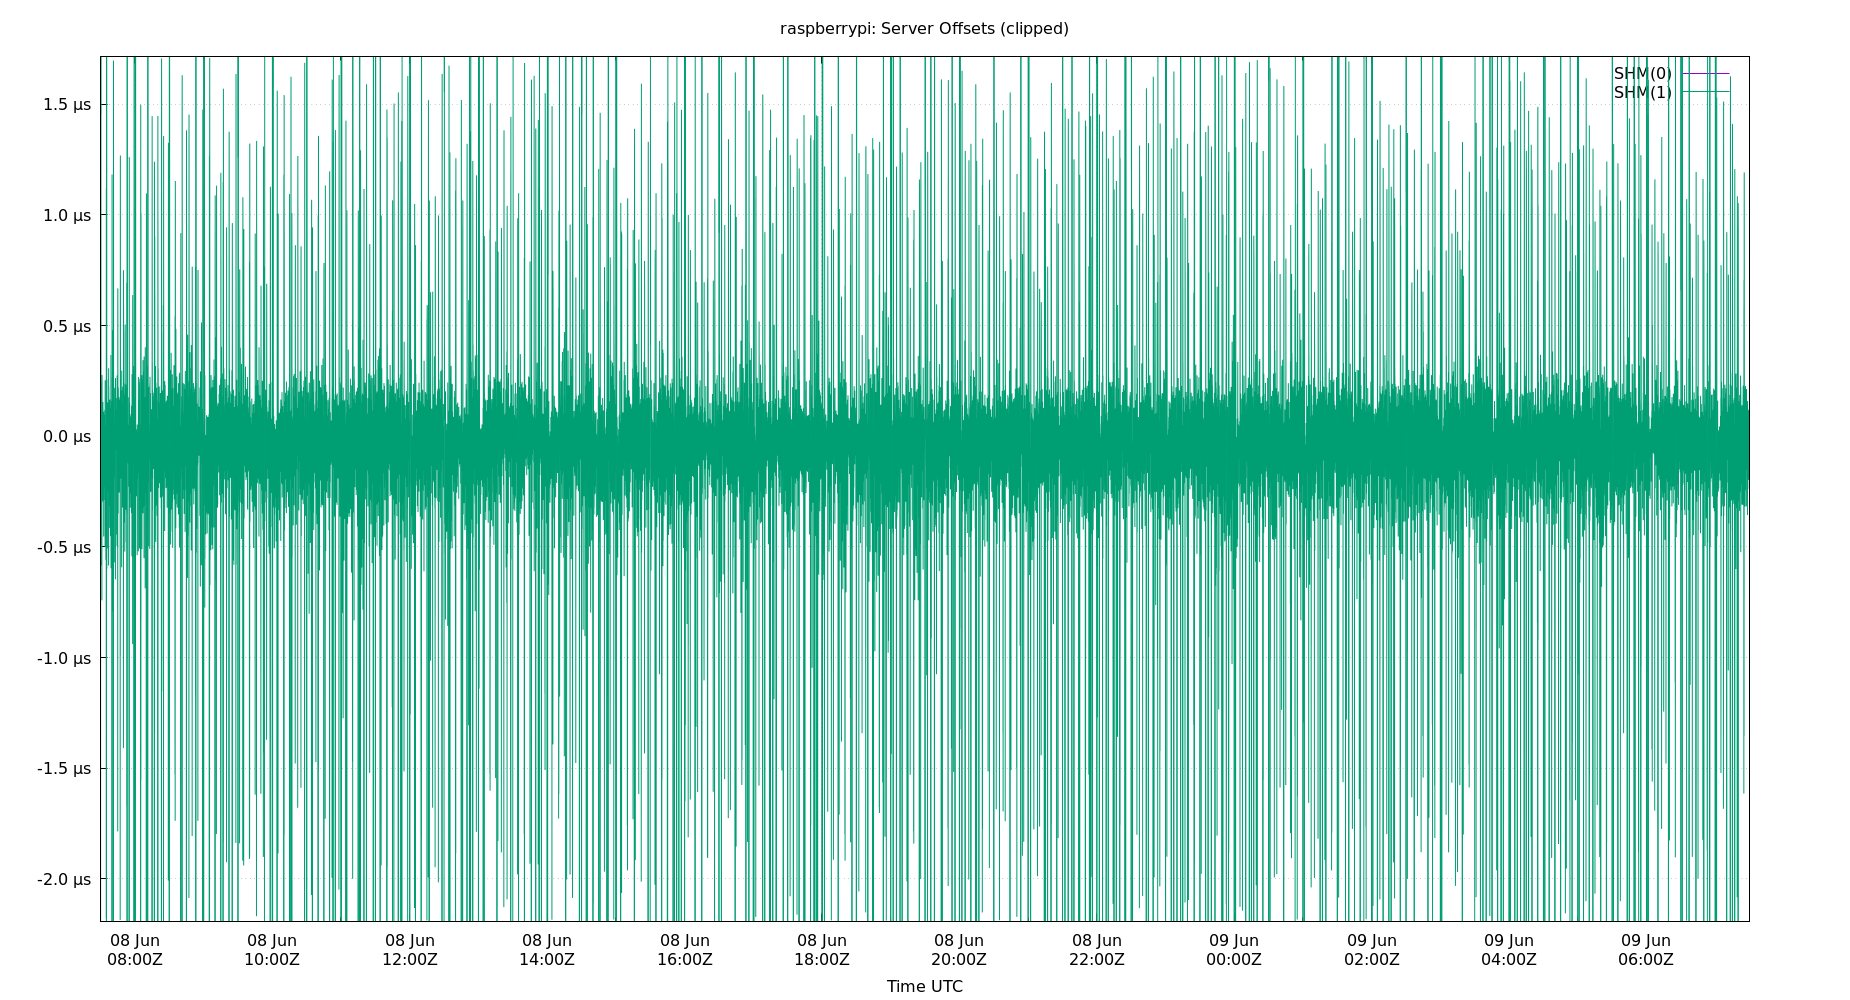 raspberrypi: Server Offsets (clipped)
SHM(0)
SHM(1)
1.5 µs
1.0 µs
0.5 µs
0.0 µs
-0.5 µs
-1.0 µs
-1.5 µs
-2.0 µs
08 Jun 08 Jun 08 Jun 08 Jun 08 Jun 08 Jun 08 Jun 08 Jun 09 Jun 09 Jun 09 Jun 09 Jun
08:00Z 10:00Z 12:00Z 14:00Z 16:00Z 18:00Z 20:00Z 22:00Z 00:00Z 02:00Z 04:00Z 06:00Z
Time UTC